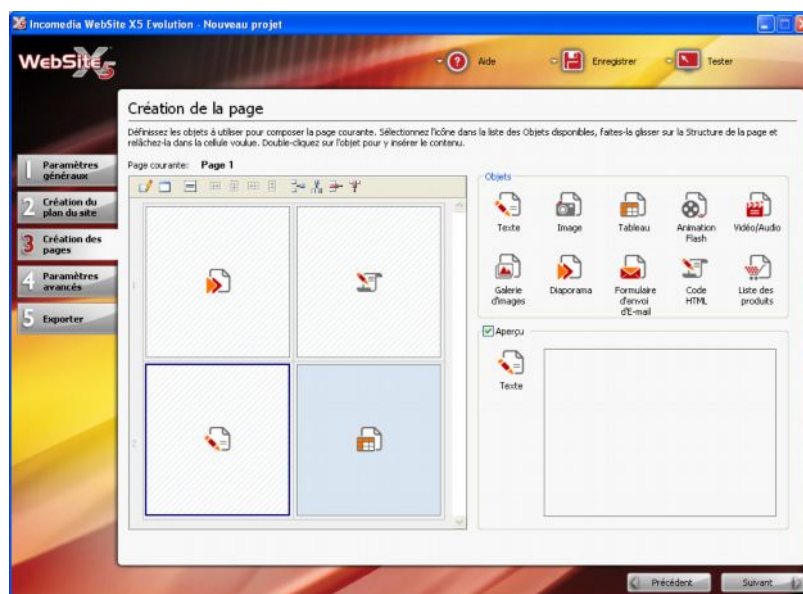 Incomedia WebSite X5 Evolution - Nouveau projet
WebSite X5
Aide
Enregistrer
Tester
Création de la page
Définissez les objets à utiliser pour composer la page courante. Sélectionnez l'icône dans la liste des Objets disponibles, faites-la glisser sur la Structure de la page et
relâchez-la dans la cellule voulue. Double-cliquez sur l'objet pour y insérer le contenu.
Page courante: Page 1
1 Paramètres
généraux
2 Création du
plan du site
3 Création des
pages
4 Paramètres
avancés
5 Exporter
1
2
Objets
Texte
Image
Tableau
Animation
Flash
Vidéo/Audio
Galerie
d'images
Diaporama
Formulaire
d'envoi
d'E-mail
Code
HTML
Liste des
produits
Aperçu
Texte
Précédent
Suivant